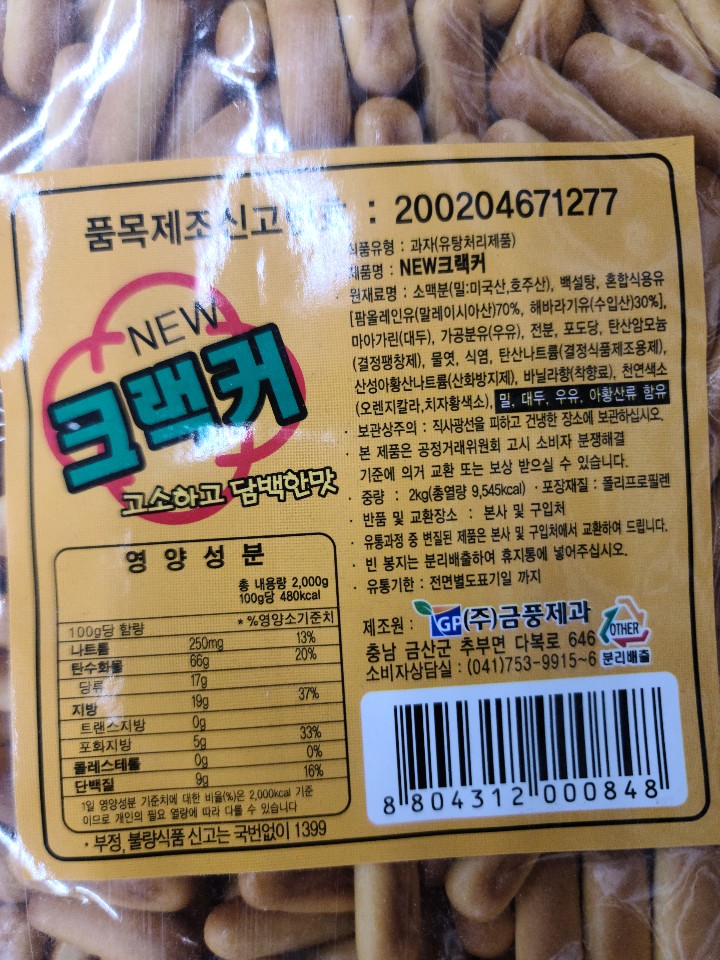 품목제조신고번호 : 200204671277
식품유형 : 과자(유탕처리제품)
제품명 : NEW크랙커
원재료명 : 소맥분(밀:미국산,호주산), 백설탕, 혼합식용유
[팜올레인유(말레이시아산)70%, 해바라기유(수입산)30%],
마아가린(대두), 가공분유(우유), 전분, 포도당, 탄산암모늄
(결정팽창제), 물엿, 식염, 탄산나트륨(결정식품제조용제),
산성아황산나트륨(산화방지제), 바닐라향(착향료), 천연색소
(오렌지칼라,치자황색소), 밀, 대두, 우유, 아황산류 함유
· 보관상주의 : 직사광선을 피하고 건냉한 장소에 보관하십시오.
· 본 제품은 공정거래위원회 고시 소비자 분쟁해결
기준에 의거 교환 또는 보상 받으실 수 있습니다.
· 중량 : 2kg(총열량 9,545kcal) · 포장재질 : 폴리프로필렌
· 반품 및 교환장소 : 본사 및 구입처
· 유통과정 중 변질된 제품은 본사 및 구입처에서 교환하여 드립니다.
· 빈 봉지는 분리배출하여 휴지통에 넣어주십시오.
· 유통기한 : 전면별도표기일 까지
NEW
크랙커
고소하고 담백한맛
영 양 성 분
총 내용량 2,000g
100g당 480kcal
100g당 함량 * %영양소기준치
나트륨 250mg 13%
탄수화물 66g 20%
당류 17g
지방 19g 37%
트랜스지방 0g
포화지방 5g 33%
콜레스테롤 0g 0%
단백질 9g 16%
1일 영양성분 기준치에 대한 비율(%)은 2,000kcal 기준
이므로 개인의 필요 열량에 따라 다를 수 있습니다
· 부정, 불량식품 신고는 국번없이 1399
제조원 : GP (주)금풍제과
충남 금산군 추부면 다복로 646
소비자상담실 : (041)753-9915~6
OTHER
분리배출
8 804312 000848